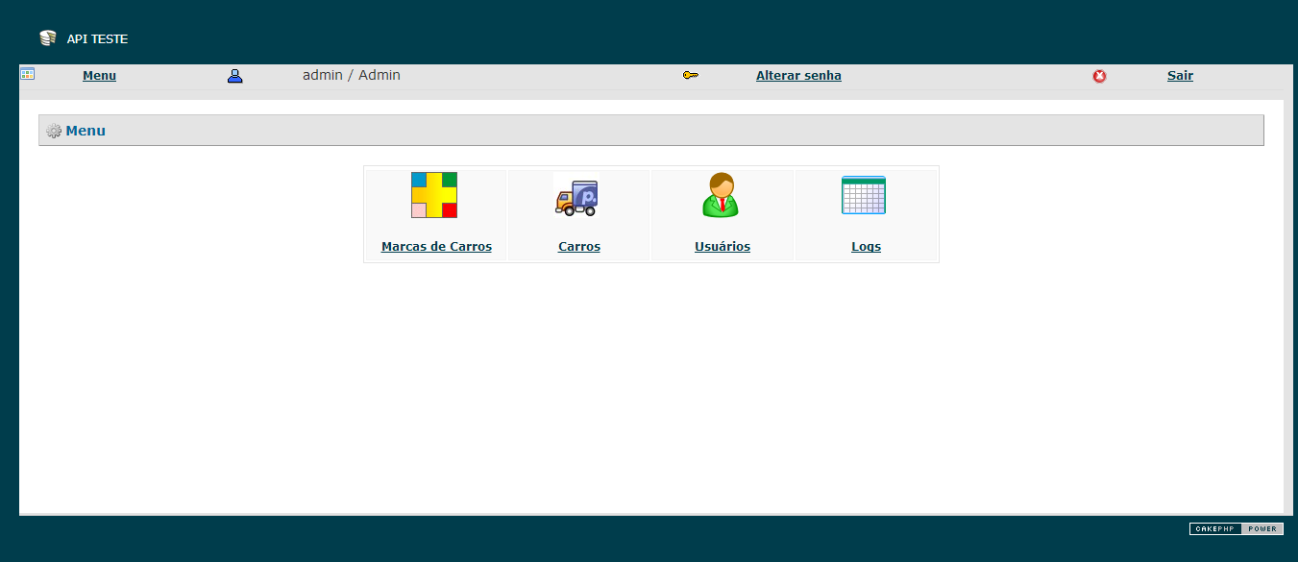 API TESTE
Menu admin / Admin Alterar senha Sair
Menu
p.
Marcas de Carros Carros Usuários Logs
CAKEPHP POWER